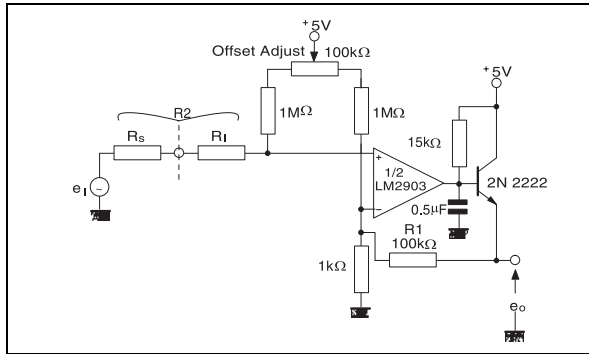 +5V
Offset Adjust 100kΩ
+5V
R2
1MΩ
1MΩ
15kΩ
Rs
RI
+
1/2
LM2903
2N 2222
eI
~
0.5µF
−
R1
100kΩ
1kΩ
eo